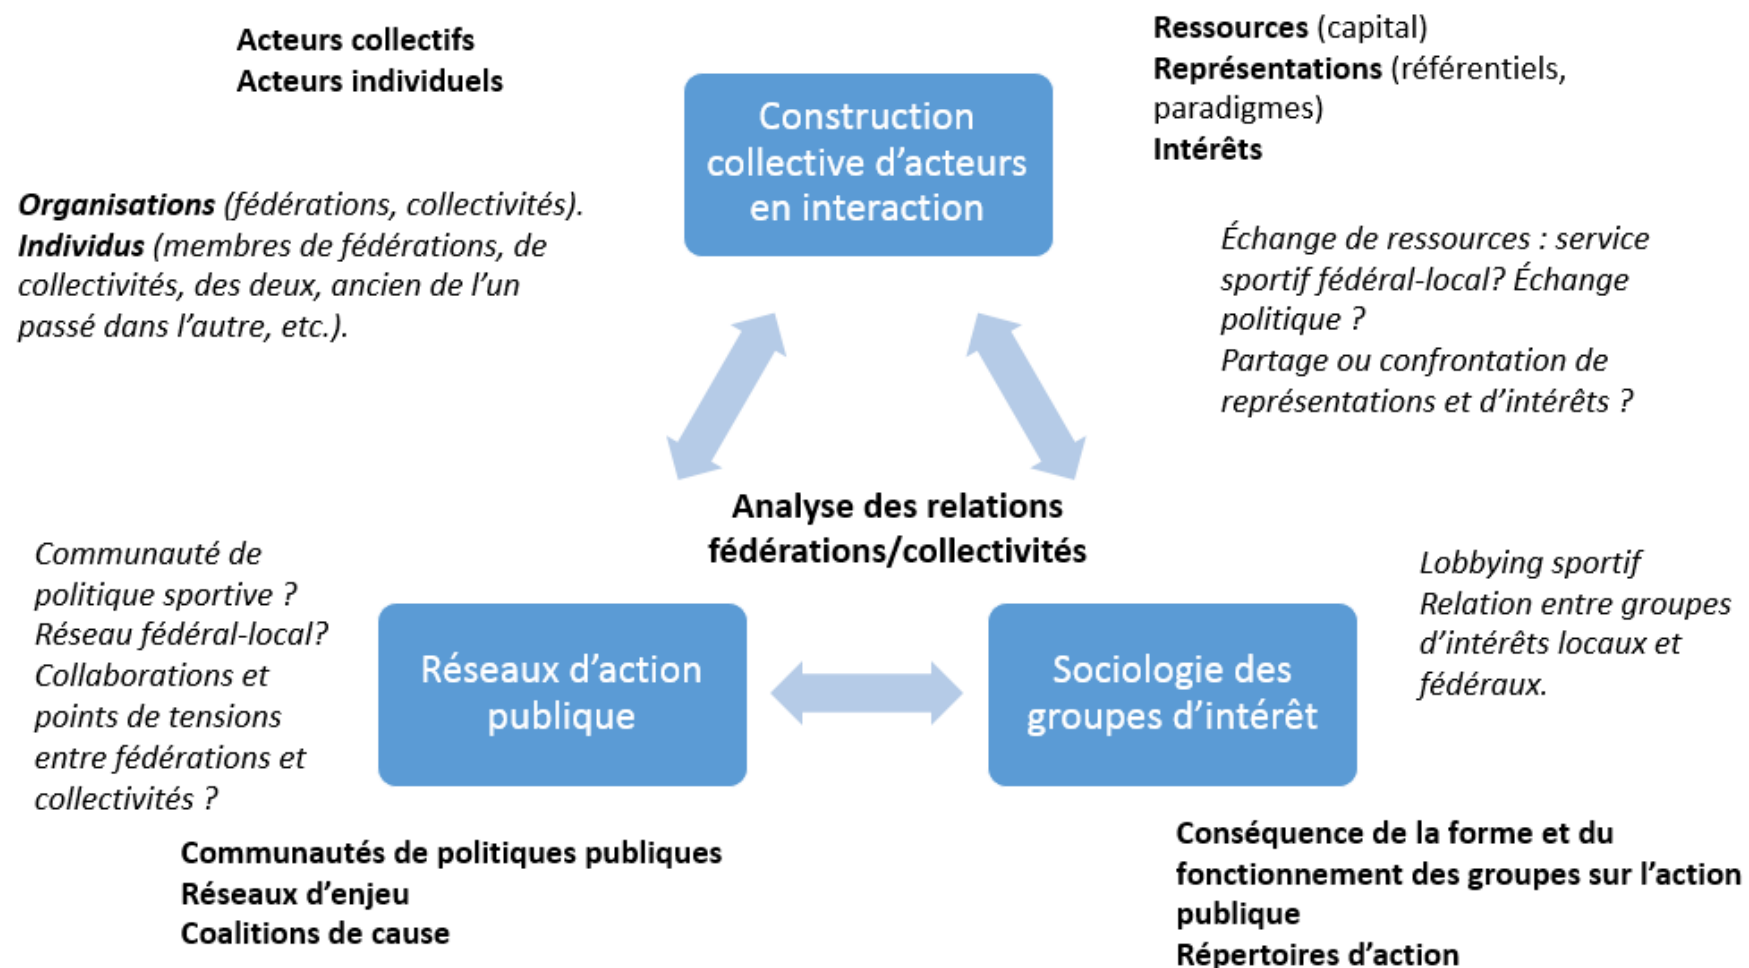 Acteurs collectifs
Acteurs individuels
Ressources (capital)
Représentations (référentiels,
paradigmes)
Intérêts
Construction
collective d’acteurs
en interaction
Organisations (fédérations, collectivités).
Individus (membres de fédérations, de
collectivités, des deux, ancien de l’un
passé dans l’autre, etc.).
Échange de ressources : service
sportif fédéral-local? Échange
politique ?
Partage ou confrontation de
représentations et d’intérêts ?
Analyse des relations
fédérations/collectivités
Communauté de
politique sportive ?
Réseau fédéral-local?
Collaborations et
points de tensions
entre fédérations et
collectivités ?
Réseaux d’action
publique
Sociologie des
groupes d’intérêt
Lobbying sportif
Relation entre groupes
d’intérêts locaux et
fédéraux.
Communautés de politiques publiques
Réseaux d’enjeu
Coalitions de cause
Conséquence de la forme et du
fonctionnement des groupes sur l’action
publique
Répertoires d’action